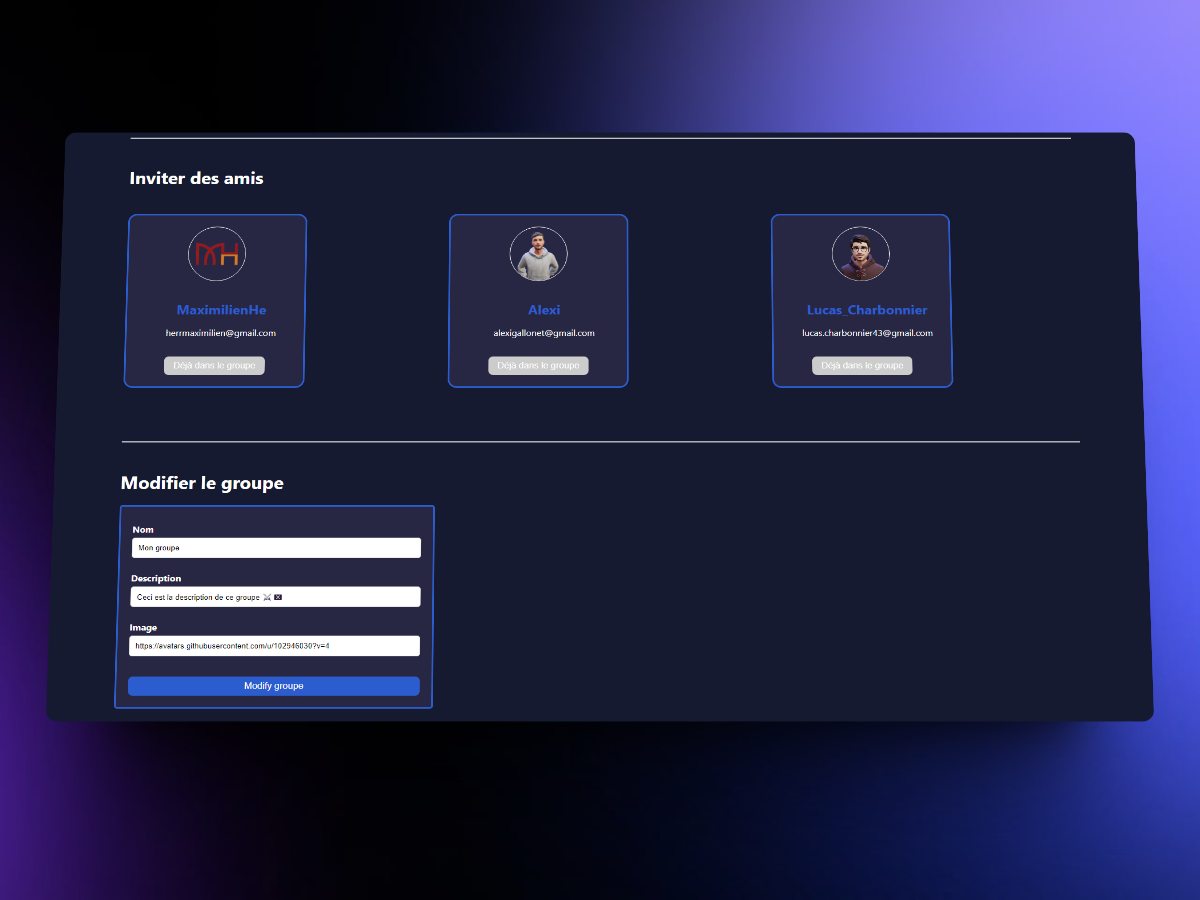 Inviter des amis
MH
MaximilienHe
herrmaximilien@gmail.com
Déjà dans le groupe
Alexi
alexigallonet@gmail.com
Déjà dans le groupe
Lucas_Charbonnier
lucas.charbonnier43@gmail.com
Déjà dans le groupe
Modifier le groupe
Nom
Mon groupe
Description
Ceci est la description de ce groupe ⚔️ 🏴‍☠️
Image
https://avatars.githubusercontent.com/u/102946030?v=4
Modify groupe